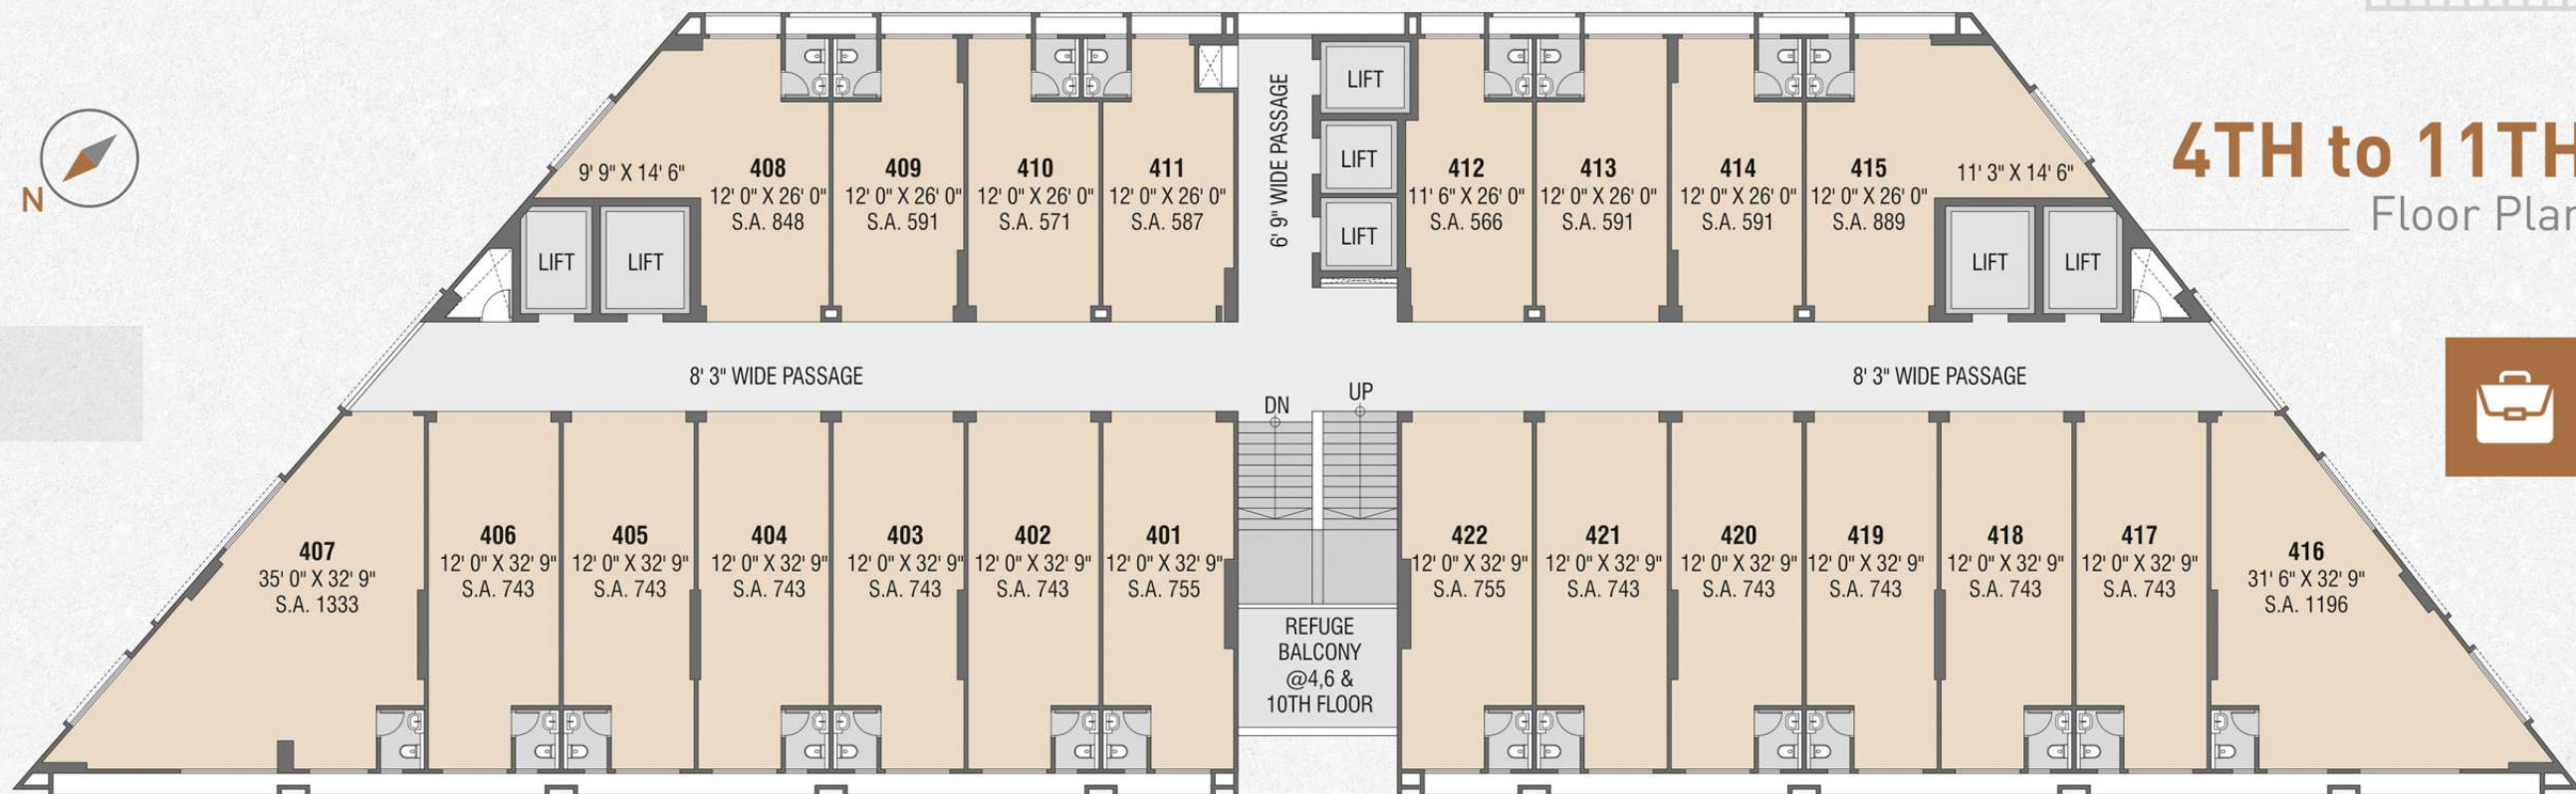 4TH to 11TH
Floor Plan
N
9' 9" X 14' 6"
408
12' 0" X 26' 0"
S.A. 848
409
12' 0" X 26' 0"
S.A. 591
410
12' 0" X 26' 0"
S.A. 571
411
12' 0" X 26' 0"
S.A. 587
6' 9" WIDE PASSAGE
LIFT
LIFT
LIFT
412
11' 6" X 26' 0"
S.A. 566
413
12' 0" X 26' 0"
S.A. 591
414
12' 0" X 26' 0"
S.A. 591
415
12' 0" X 26' 0"
S.A. 889
11' 3" X 14' 6"
LIFT
LIFT
LIFT
LIFT
8' 3" WIDE PASSAGE
8' 3" WIDE PASSAGE
DN
UP
407
35' 0" X 32' 9"
S.A. 1333
406
12' 0" X 32' 9"
S.A. 743
405
12' 0" X 32' 9"
S.A. 743
404
12' 0" X 32' 9"
S.A. 743
403
12' 0" X 32' 9"
S.A. 743
402
12' 0" X 32' 9"
S.A. 743
401
12' 0" X 32' 9"
S.A. 755
422
12' 0" X 32' 9"
S.A. 755
421
12' 0" X 32' 9"
S.A. 743
420
12' 0" X 32' 9"
S.A. 743
419
12' 0" X 32' 9"
S.A. 743
418
12' 0" X 32' 9"
S.A. 743
417
12' 0" X 32' 9"
S.A. 743
416
31' 6" X 32' 9"
S.A. 1196
REFUGE
BALCONY
@4,6 &
10TH FLOOR